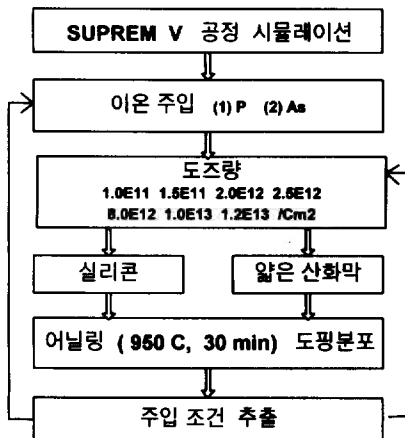 SUPREM V 공정 시뮬레이션
이온 주입 (1) P (2) As
도즈량
1.0E11 1.5E11 2.0E12 2.5E12
8.0E12 1.0E13 1.2E13 /Cm2
실리콘 얇은 산화막
어닐링 ( 950 C, 30 min) 도핑분포
주입 조건 추출